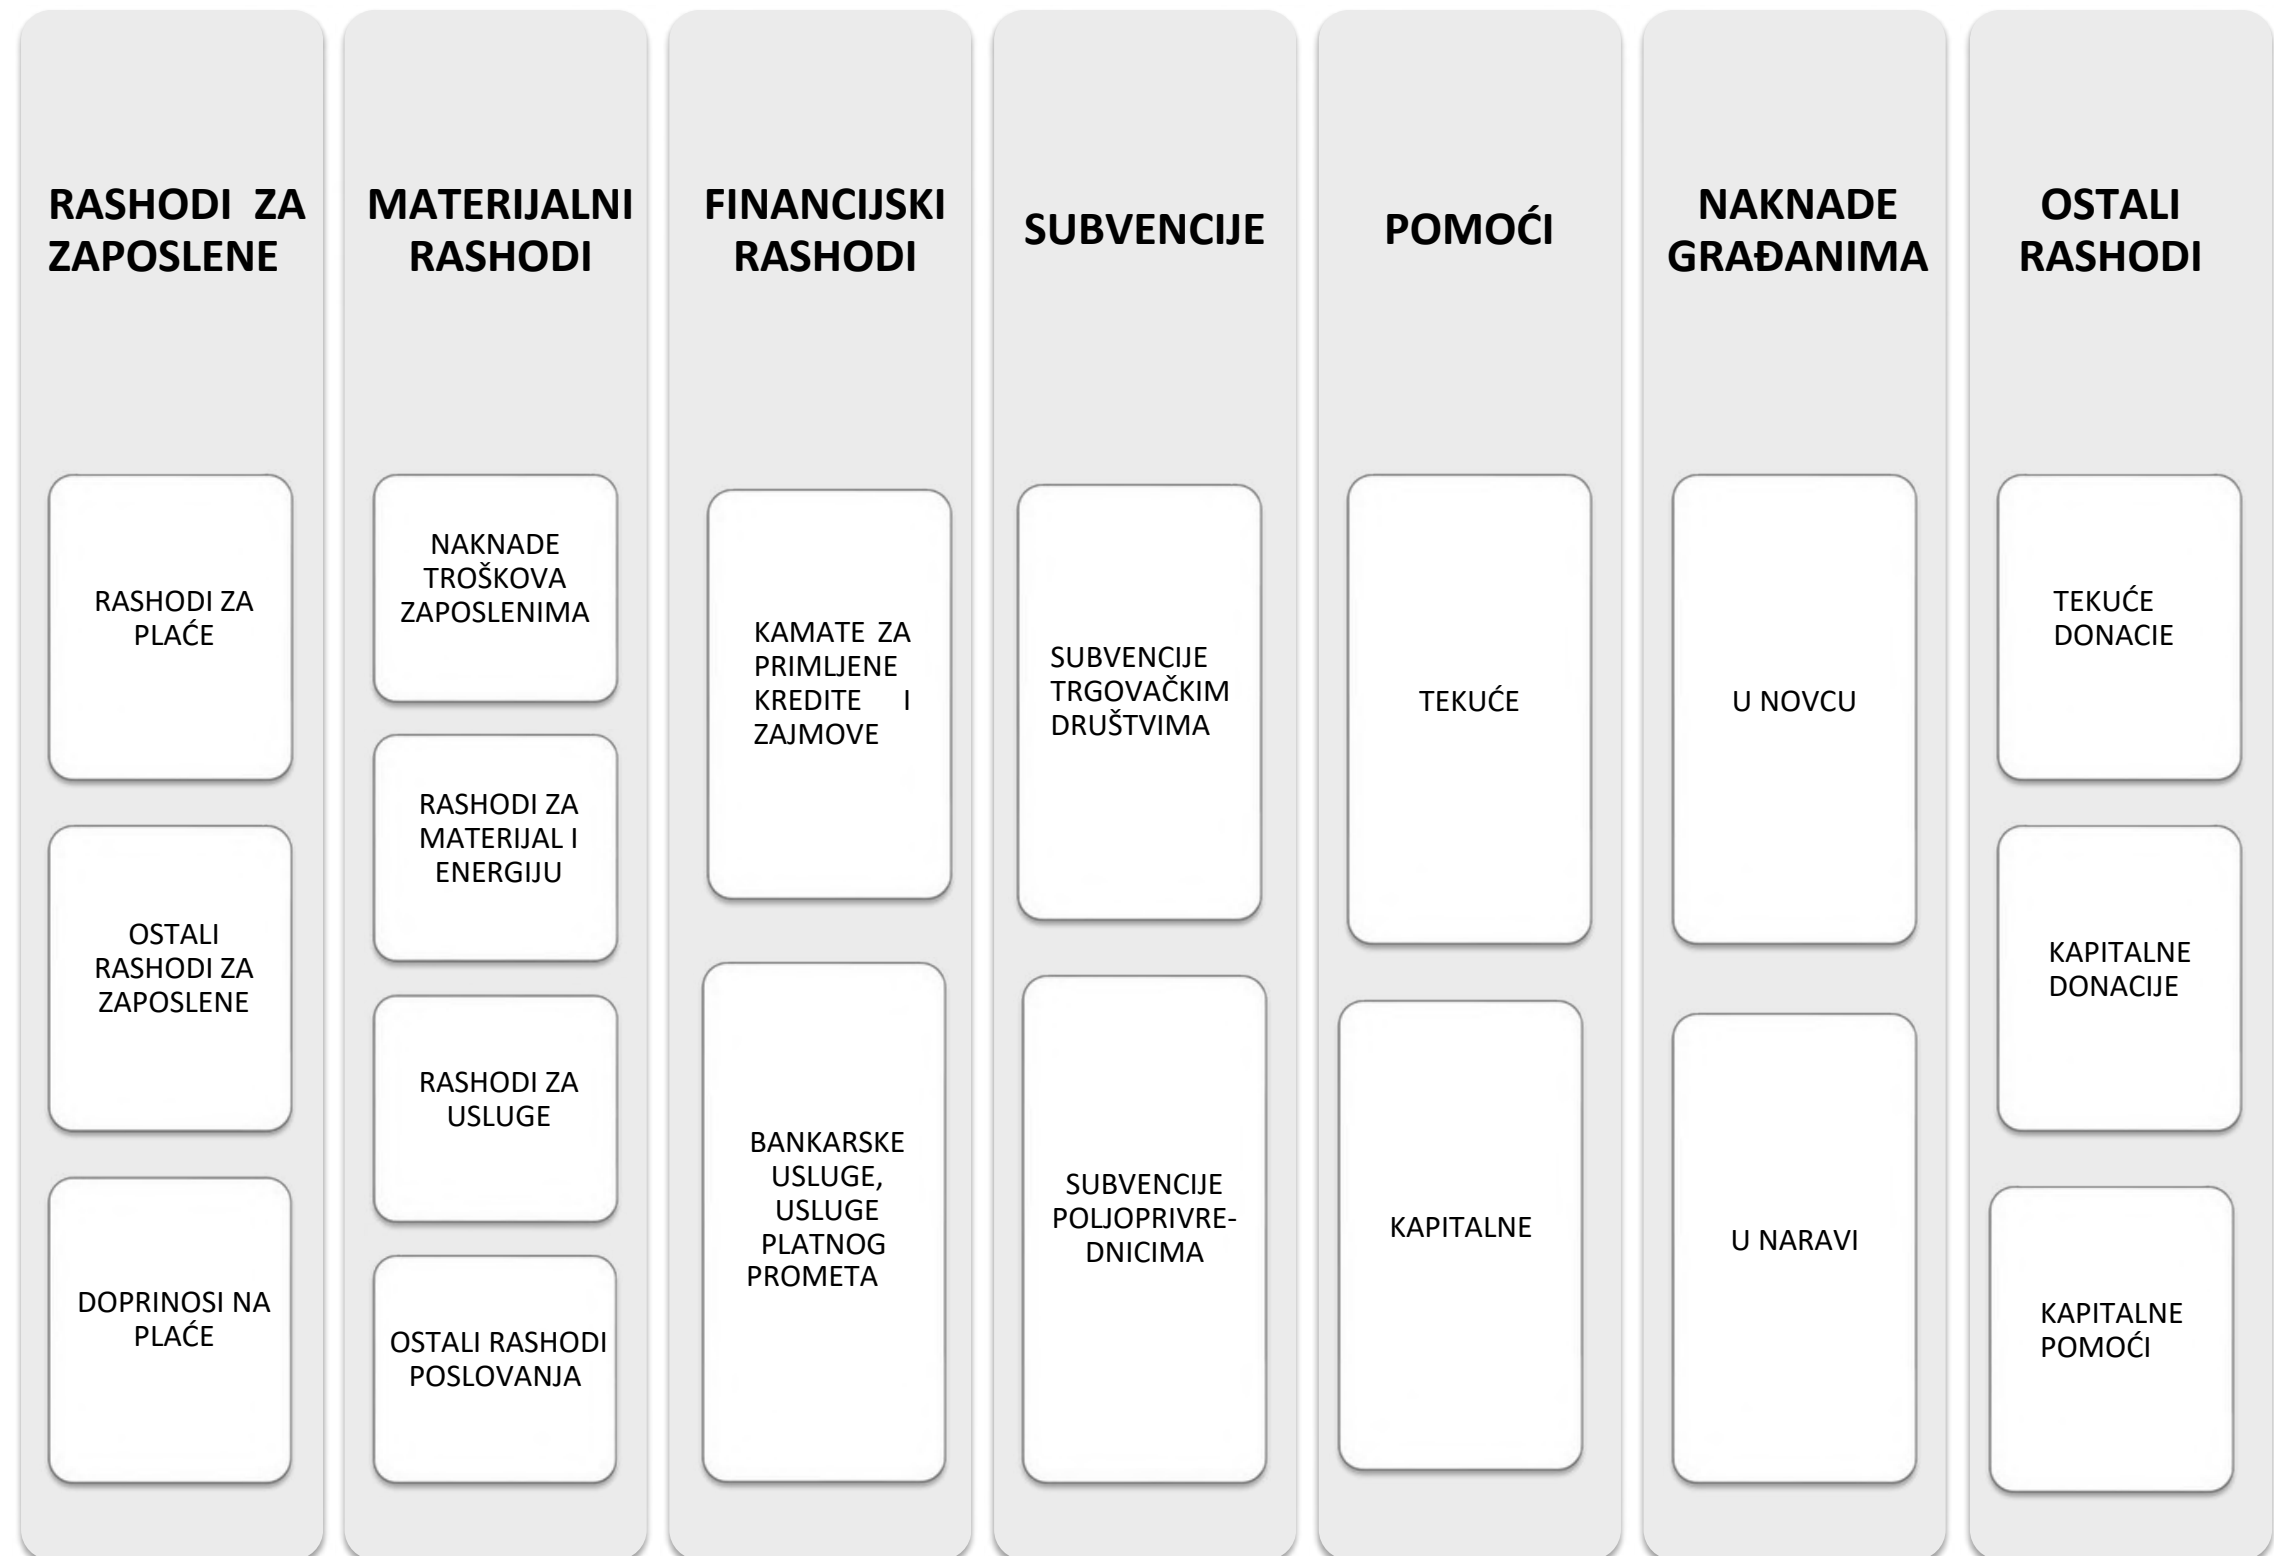 RASHODI ZA
ZAPOSLENE
RASHODI ZA
PLAĆE
OSTALI
RASHODI ZA
ZAPOSLENE
DOPRINOSI NA
PLAĆE
MATERIJALNI
RASHODI
NAKNADE
TROŠKOVA
ZAPOSLENIMA
RASHODI ZA
MATERIJAL I
ENERGIJU
RASHODI ZA
USLUGE
OSTALI RASHODI
POSLOVANJA
FINANCIJSKI
RASHODI
KAMATE ZA
PRIMLJENE
KREDITE I
ZAJMOVE
BANKARSKE
USLUGE,
USLUGE
PLATNOG
PROMETA
SUBVENCIJE
SUBVENCIJE
TRGOVAČKIM
DRUŠTVIMA
SUBVENCIJE
POLJOPRIVRE-
DNICIMA
POMOĆI
TEKUĆE
KAPITALNE
NAKNADE
GRAĐANIMA
U NOVCU
U NARAVI
OSTALI
RASHODI
TEKUĆE
DONACIE
KAPITALNE
DONACIJE
KAPITALNE
POMOĆI